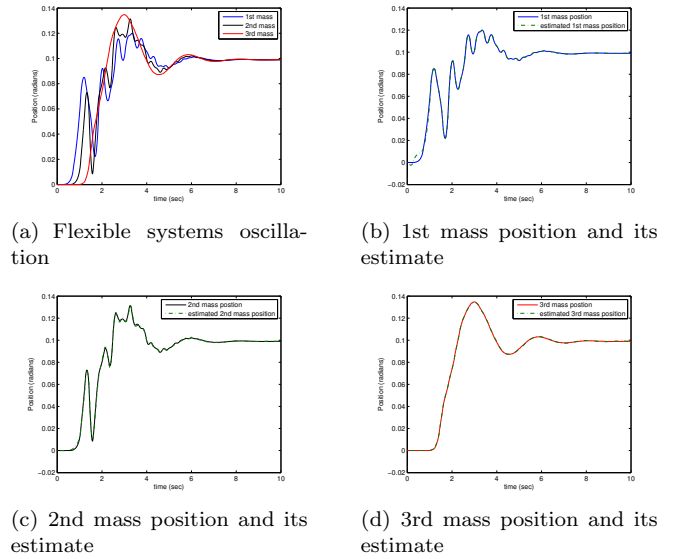 0.14
0.12
0.1
0.08
0.06
0.04
0.02
0
0 2 4 6 8 10
Position (radians)
time (sec)
1st mass
2nd mass
3rd mass
(a) Flexible systems oscilla-
tion
0.14
0.12
0.1
0.08
0.06
0.04
0.02
0
−0.02
0 2 4 6 8 10
Position (radians)
time (sec)
1st mass postion
estimated 1st mass position
(b) 1st mass position and its
estimate
0.14
0.12
0.1
0.08
0.06
0.04
0.02
0
−0.02
0 2 4 6 8 10
Position (radians)
time (sec)
2nd mass position
estimated 2nd mass position
(c) 2nd mass position and its
estimate
0.14
0.12
0.1
0.08
0.06
0.04
0.02
0
−0.02
0 2 4 6 8 10
Position (radians)
time (sec)
3rd mass position
estimated 3rd mass position
(d) 3rd mass position and its
estimate